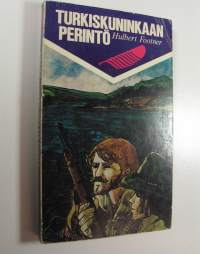 TURKISKUNINKAAN
PERINTÖ
Hulbert Footner